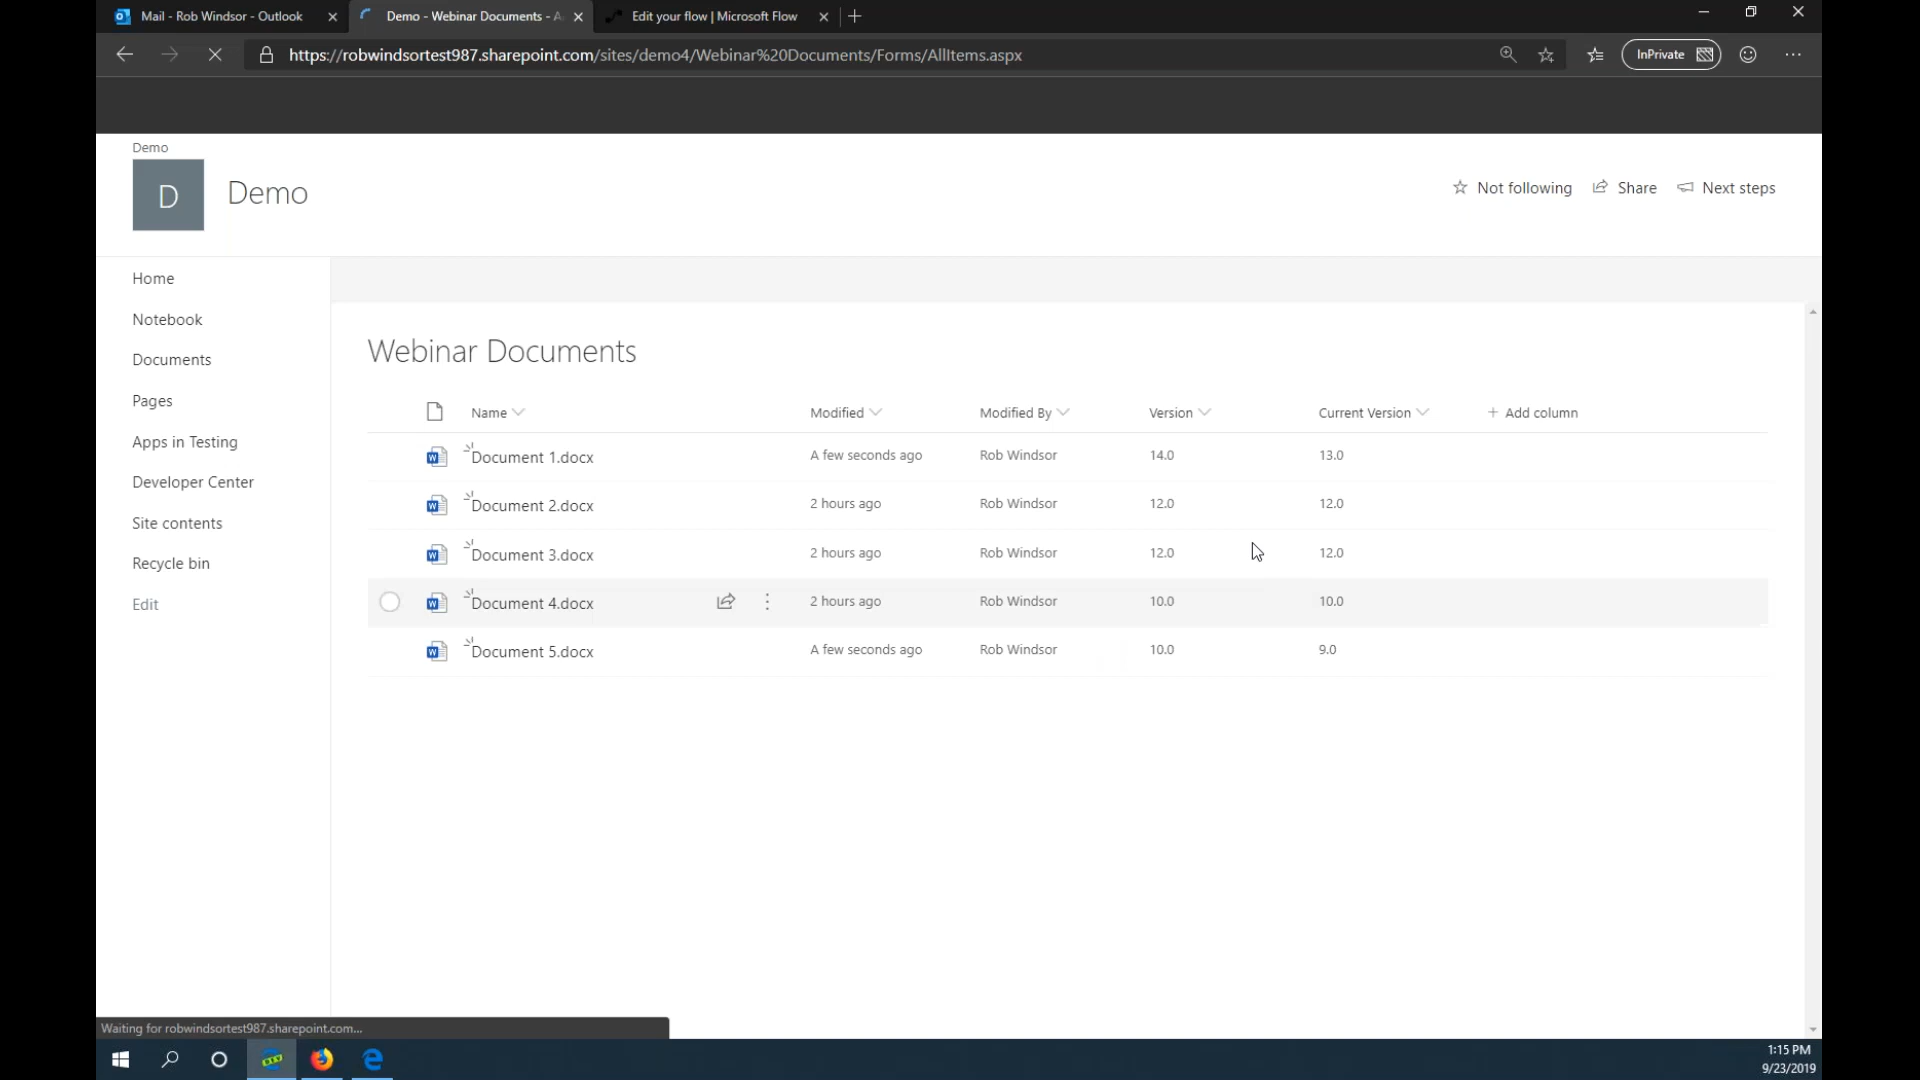 Mail - Rob Windsor - Outlook
Demo - Webinar Documents - A
Edit your flow | Microsoft Flow
https://robwindsortest987.sharepoint.com/sites/demo4/Webinar%20Documents/Forms/AllItems.aspx
InPrivate
Demo
D
Demo
Not following
Share
Next steps
Home
Notebook
Documents
Pages
Apps in Testing
Developer Center
Site contents
Recycle bin
Edit
Webinar Documents
Name Modified Modified By Version Current Version + Add column
Document 1.docx A few seconds ago Rob Windsor 14.0 13.0
Document 2.docx 2 hours ago Rob Windsor 12.0 12.0
Document 3.docx 2 hours ago Rob Windsor 12.0 12.0
Document 4.docx 2 hours ago Rob Windsor 10.0 10.0
Document 5.docx A few seconds ago Rob Windsor 10.0 9.0
Waiting for robwindsortest987.sharepoint.com...
1:15 PM
9/23/2019